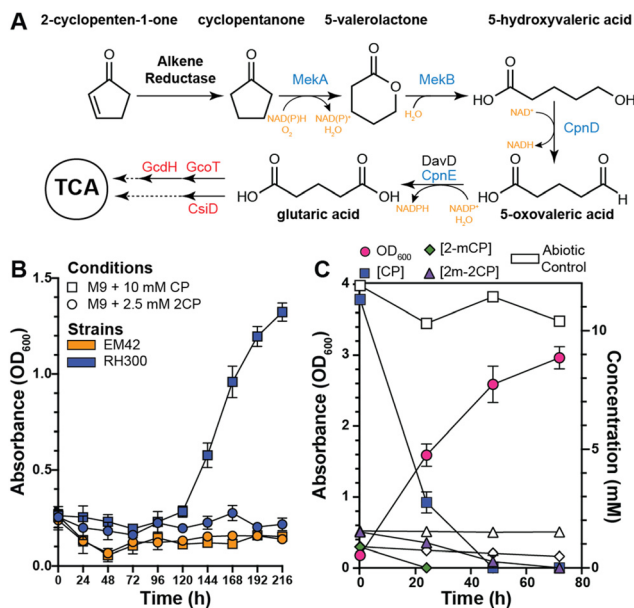 A
2-cyclopenten-1-one
cyclopentanone
5-valerolactone
5-hydroxyvaleric acid
Alkene
Reductase
MekA
NAD(P)H
O₂
NAD(P)⁺
H₂O
MekB
H₂O
O
O
O
O
O
HO
OH
NAD⁺
NADH
CpnD
TCA
GcdH
GcoT
CsiD
O
O
HO
OH
glutaric acid
DavD
CpnE
NADPH
NADP⁺
H₂O
O
O
HO
H
5-oxovaleric acid
B
Conditions
M9 + 10 mM CP
M9 + 2.5 mM 2CP
Strains
EM42
RH300
Absorbance (OD₆₀₀)
1.5
1.0
0.5
0.0
0 24 48 72 96 120 144 168 192 216
Time (h)
C
OD₆₀₀
[CP]
[2-mCP]
[2m-2CP]
Abiotic
Control
Absorbance (OD₆₀₀)
4
3
2
1
0
10
5
0
Concentration (mM)
0 20 40 60 80
Time (h)